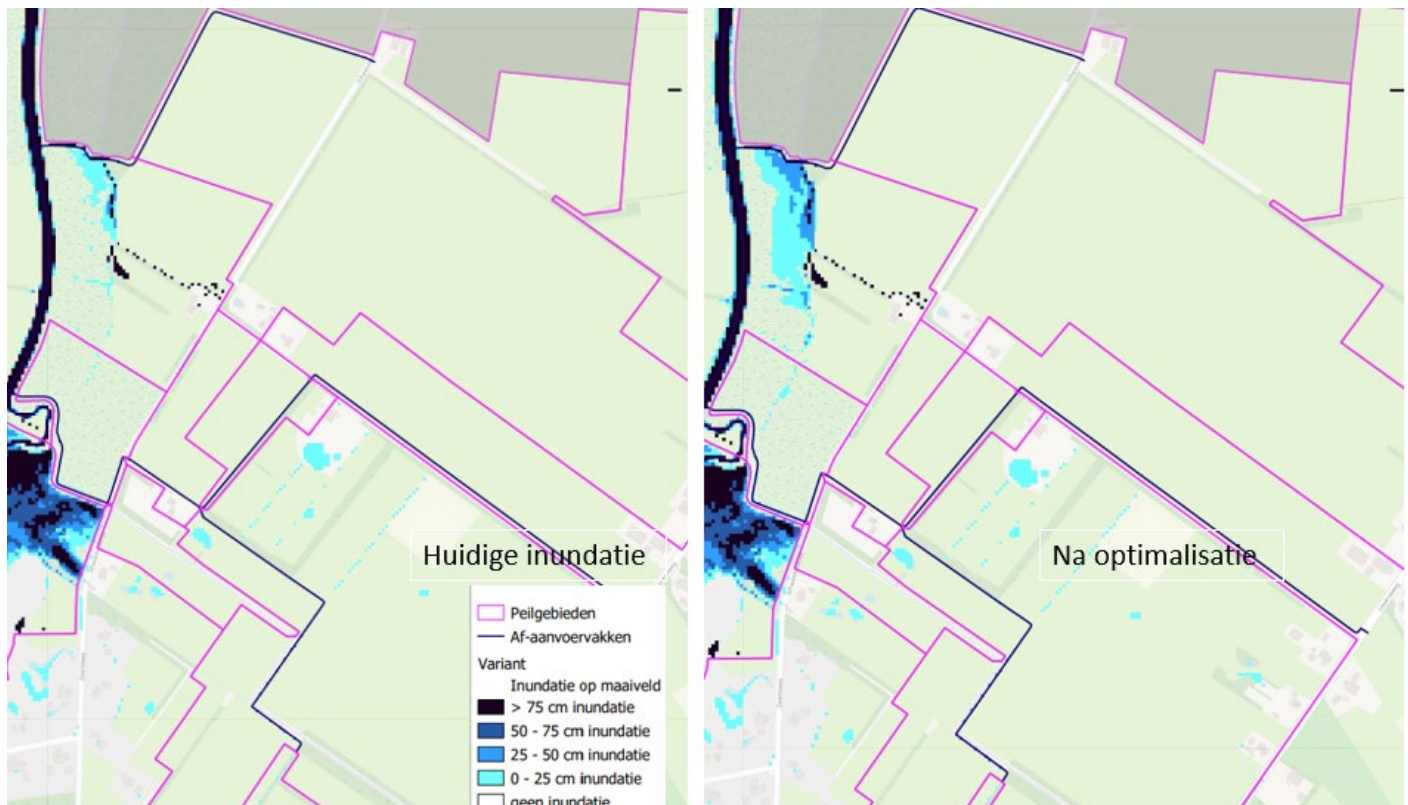 Huidige inundatie
Na optimalisatie
Peilgebieden
Af-aanvoervakken
Variant
Inundatie op maaiveld
> 75 cm inundatie
50 - 75 cm inundatie
25 - 50 cm inundatie
0 - 25 cm inundatie
geen inundatie